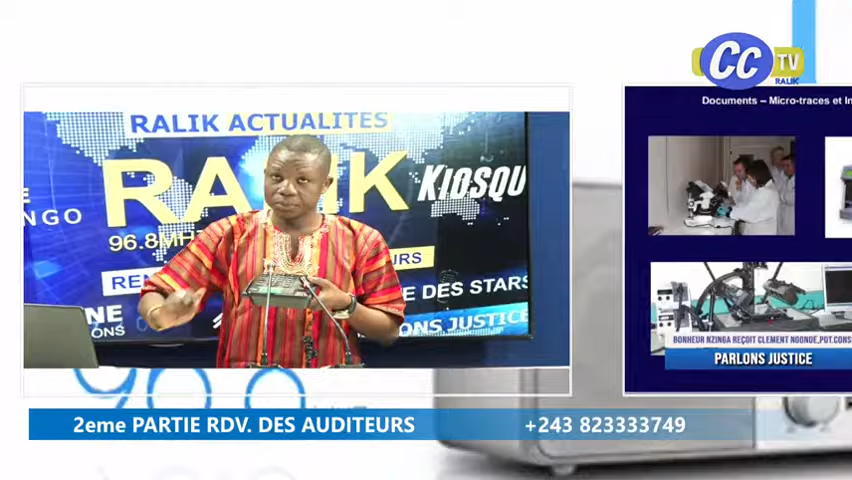 CC TV
RALIK
Documents – Micro-traces et In
RALIK ACTUALITES
RALIK
KIOSQU
E
NGO
96.8MH
REN
URS
NE
ONS
E DES STARS
ONS JUSTICE
BONHEUR NZINGA REÇOIT CLEMENT NGONDE,PDT.CONS
PARLONS JUSTICE
2eme PARTIE RDV. DES AUDITEURS
+243 823333749